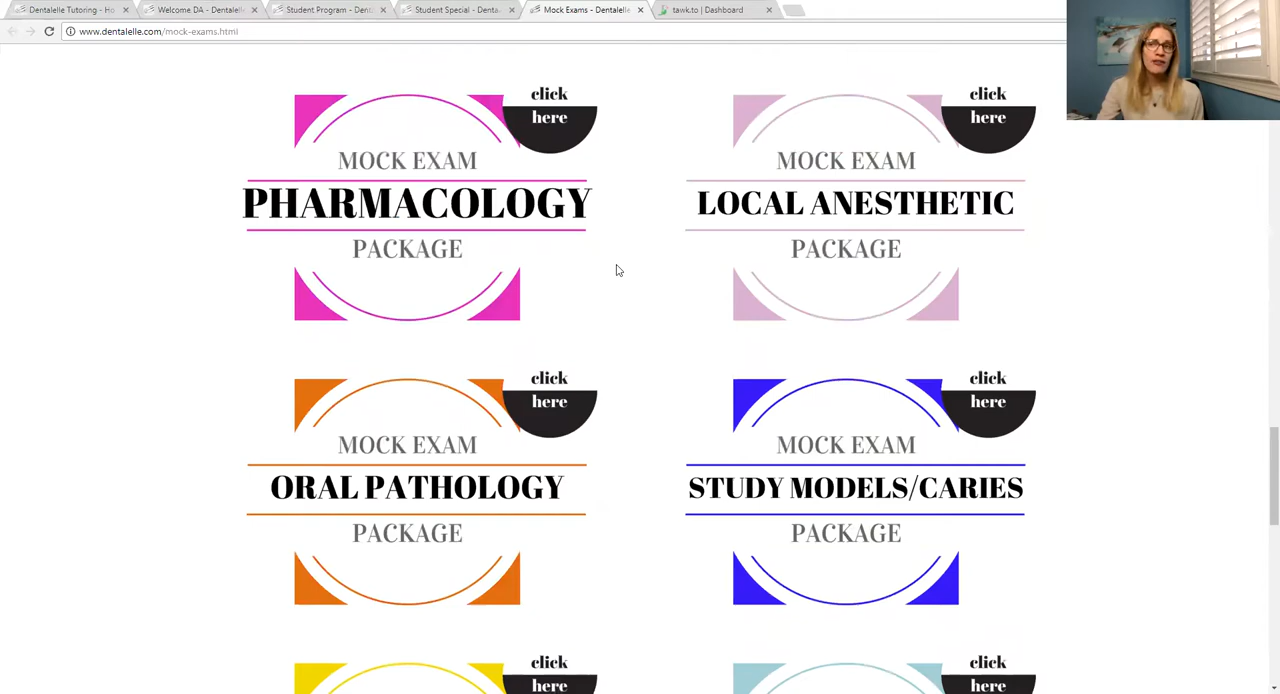 Dentalelle Tutoring - Ho
Welcome DA - Dentalelle
Student Program - Dental
Student Special - Denta
Mock Exams - Dentalelle
tawk.to | Dashboard
www.dentalelle.com/mock-exams.html
click
here
MOCK EXAM
PHARMACOLOGY
PACKAGE
click
here
MOCK EXAM
LOCAL ANESTHETIC
PACKAGE
click
here
MOCK EXAM
ORAL PATHOLOGY
PACKAGE
click
here
MOCK EXAM
STUDY MODELS/CARIES
PACKAGE
click
here
click
here